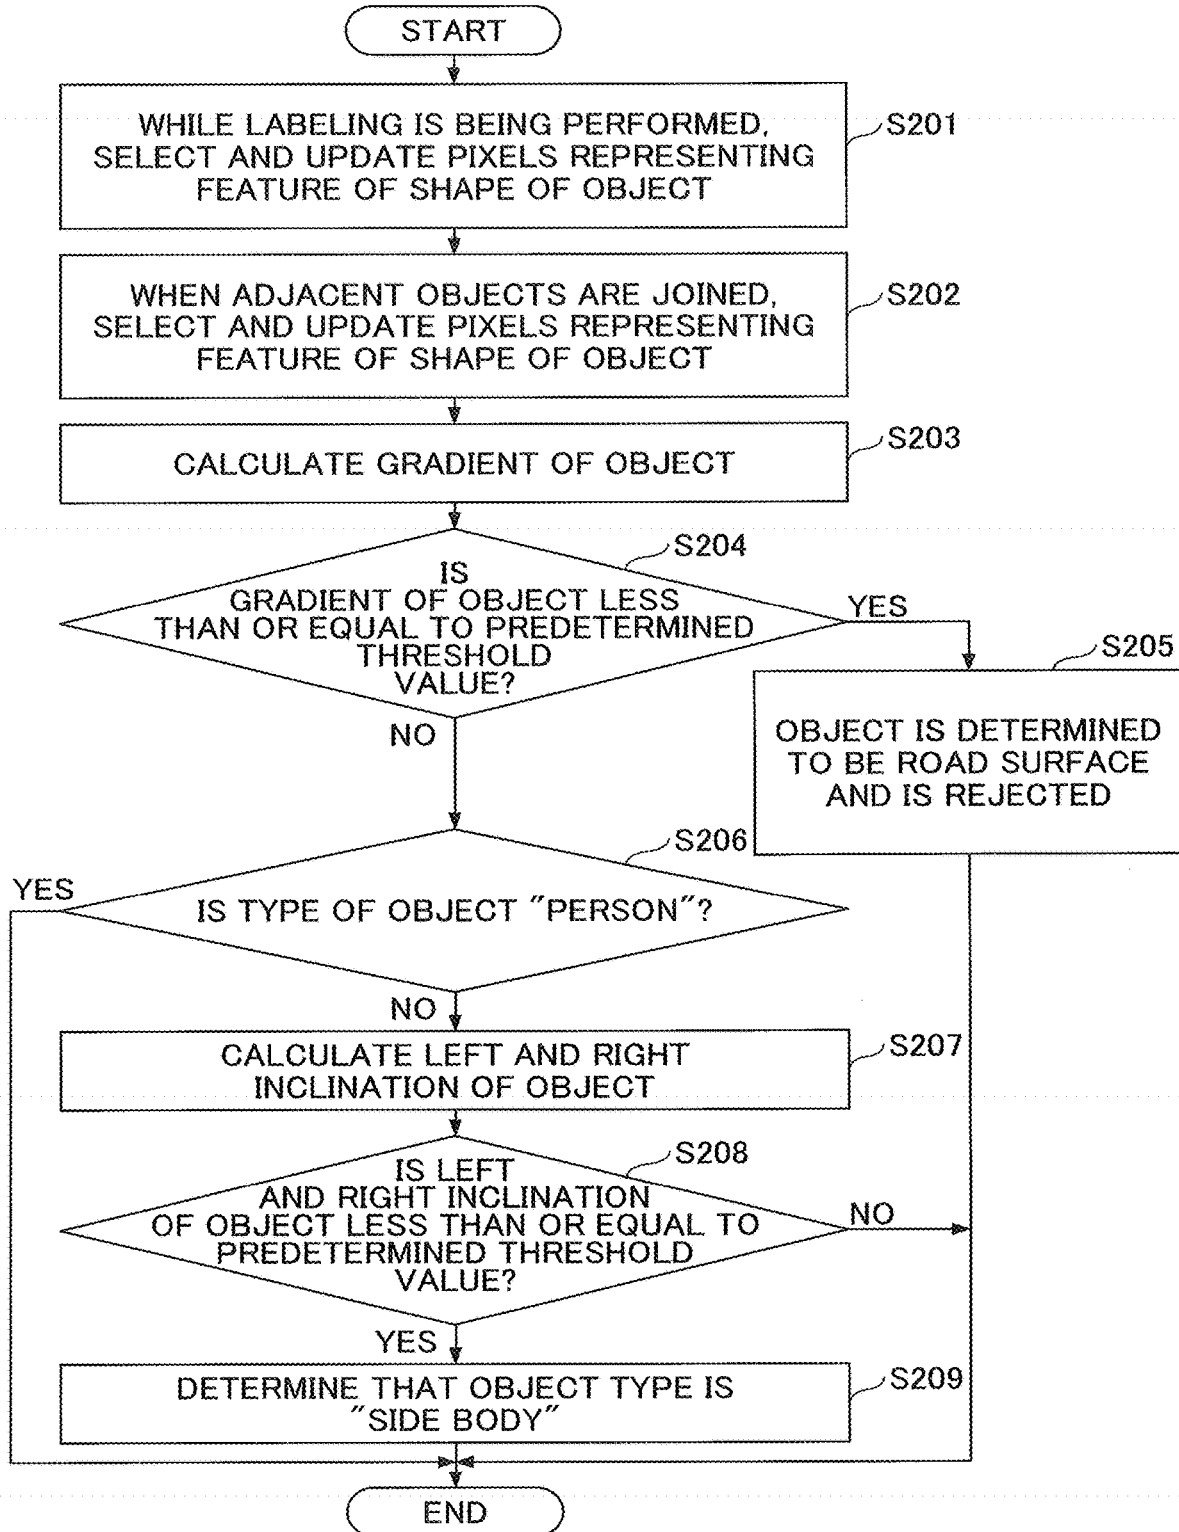 START
WHILE LABELING IS BEING PERFORMED,
SELECT AND UPDATE PIXELS REPRESENTING
FEATURE OF SHAPE OF OBJECT
S201
WHEN ADJACENT OBJECTS ARE JOINED,
SELECT AND UPDATE PIXELS REPRESENTING
FEATURE OF SHAPE OF OBJECT
S202
CALCULATE GRADIENT OF OBJECT
S203
S204
IS
GRADIENT OF OBJECT LESS
THAN OR EQUAL TO PREDETERMINED
THRESHOLD
VALUE?
YES
NO
S205
OBJECT IS DETERMINED
TO BE ROAD SURFACE
AND IS REJECTED
S206
IS TYPE OF OBJECT "PERSON"?
YES
NO
CALCULATE LEFT AND RIGHT
INCLINATION OF OBJECT
S207
S208
IS LEFT
AND RIGHT INCLINATION
OF OBJECT LESS THAN OR EQUAL TO
PREDETERMINED THRESHOLD
VALUE?
NO
YES
DETERMINE THAT OBJECT TYPE IS
"SIDE BODY"
S209
END